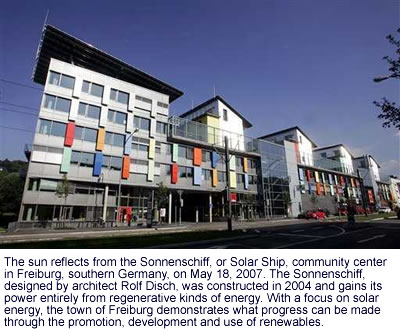 The sun reflects from the Sonnenschiff, or Solar Ship, community center
in Freiburg, southern Germany, on May 18, 2007. The Sonnenschiff,
designed by architect Rolf Disch, was constructed in 2004 and gains its
power entirely from regenerative kinds of energy. With a focus on solar
energy, the town of Freiburg demonstrates what progress can be made
through the promotion, development and use of renewables.